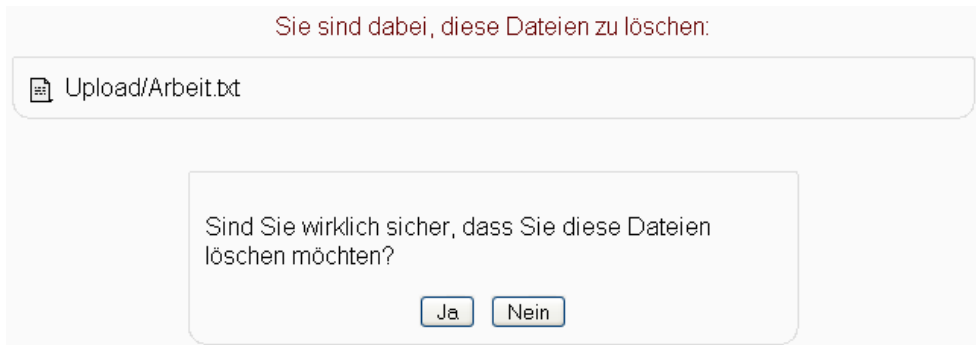 Sie sind dabei, diese Dateien zu löschen:
Upload/Arbeit.txt
Sind Sie wirklich sicher, dass Sie diese Dateien
löschen möchten?
Ja Nein